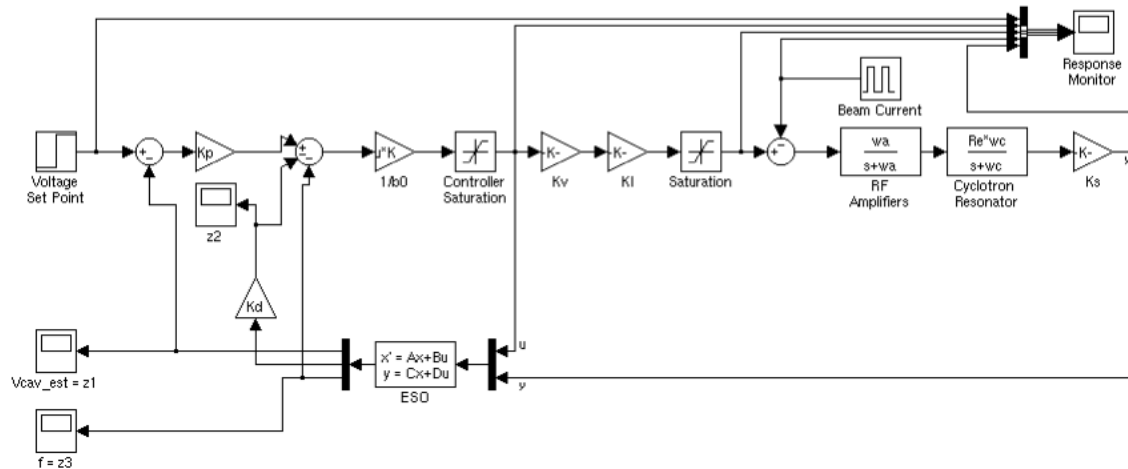 Response
Monitor
Beam Current
Voltage
Set Point
+
-
Kp
+
-
-
*K
1/b0
Controller
Saturation
K-
Kv
K-
KI
Saturation
-
+
wa
s+wa
RF
Amplifiers
Re*wc
s+wc
Cyclotron
Resonator
K-
Ks
z2
Kd
Vcav_est = z1
x' = Ax+Bu
y = Cx+Du
ESO
u
y
f = z3